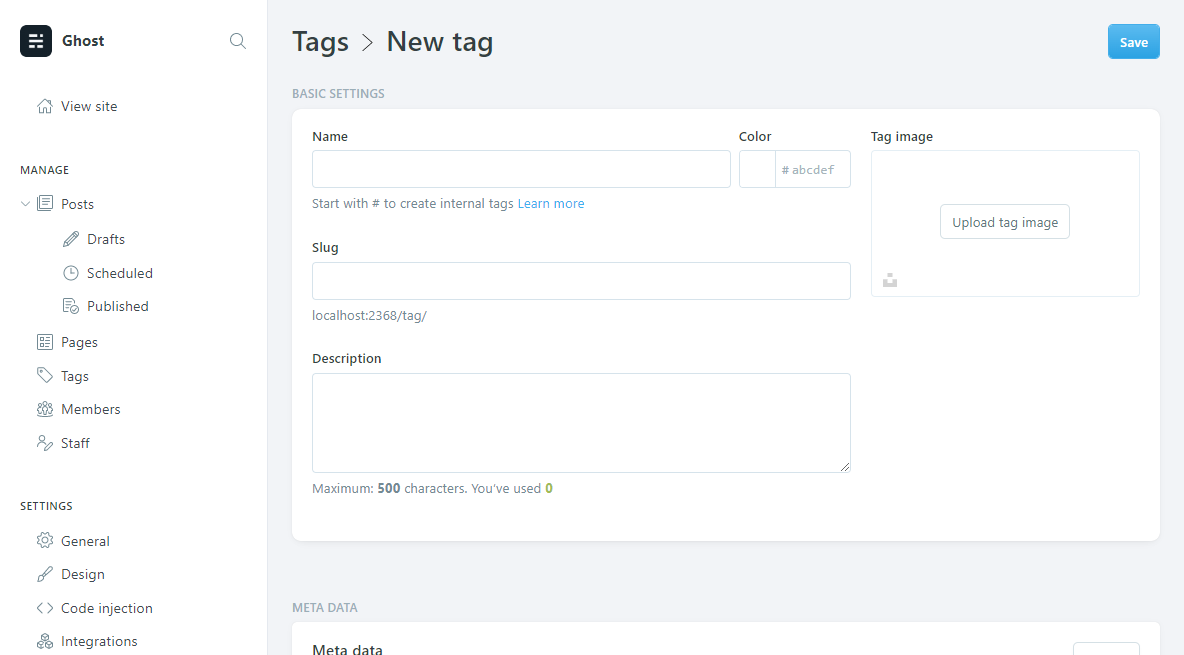 Ghost
View site
MANAGE
Posts
Drafts
Scheduled
Published
Pages
Tags
Members
Staff
SETTINGS
General
Design
Code injection
Integrations
Tags > New tag
Save
BASIC SETTINGS
Name
Color
# abcdef
Start with # to create internal tags Learn more
Slug
localhost:2368/tag/
Description
Maximum: 500 characters. You’ve used 0
Tag image
Upload tag image
META DATA
Meta data